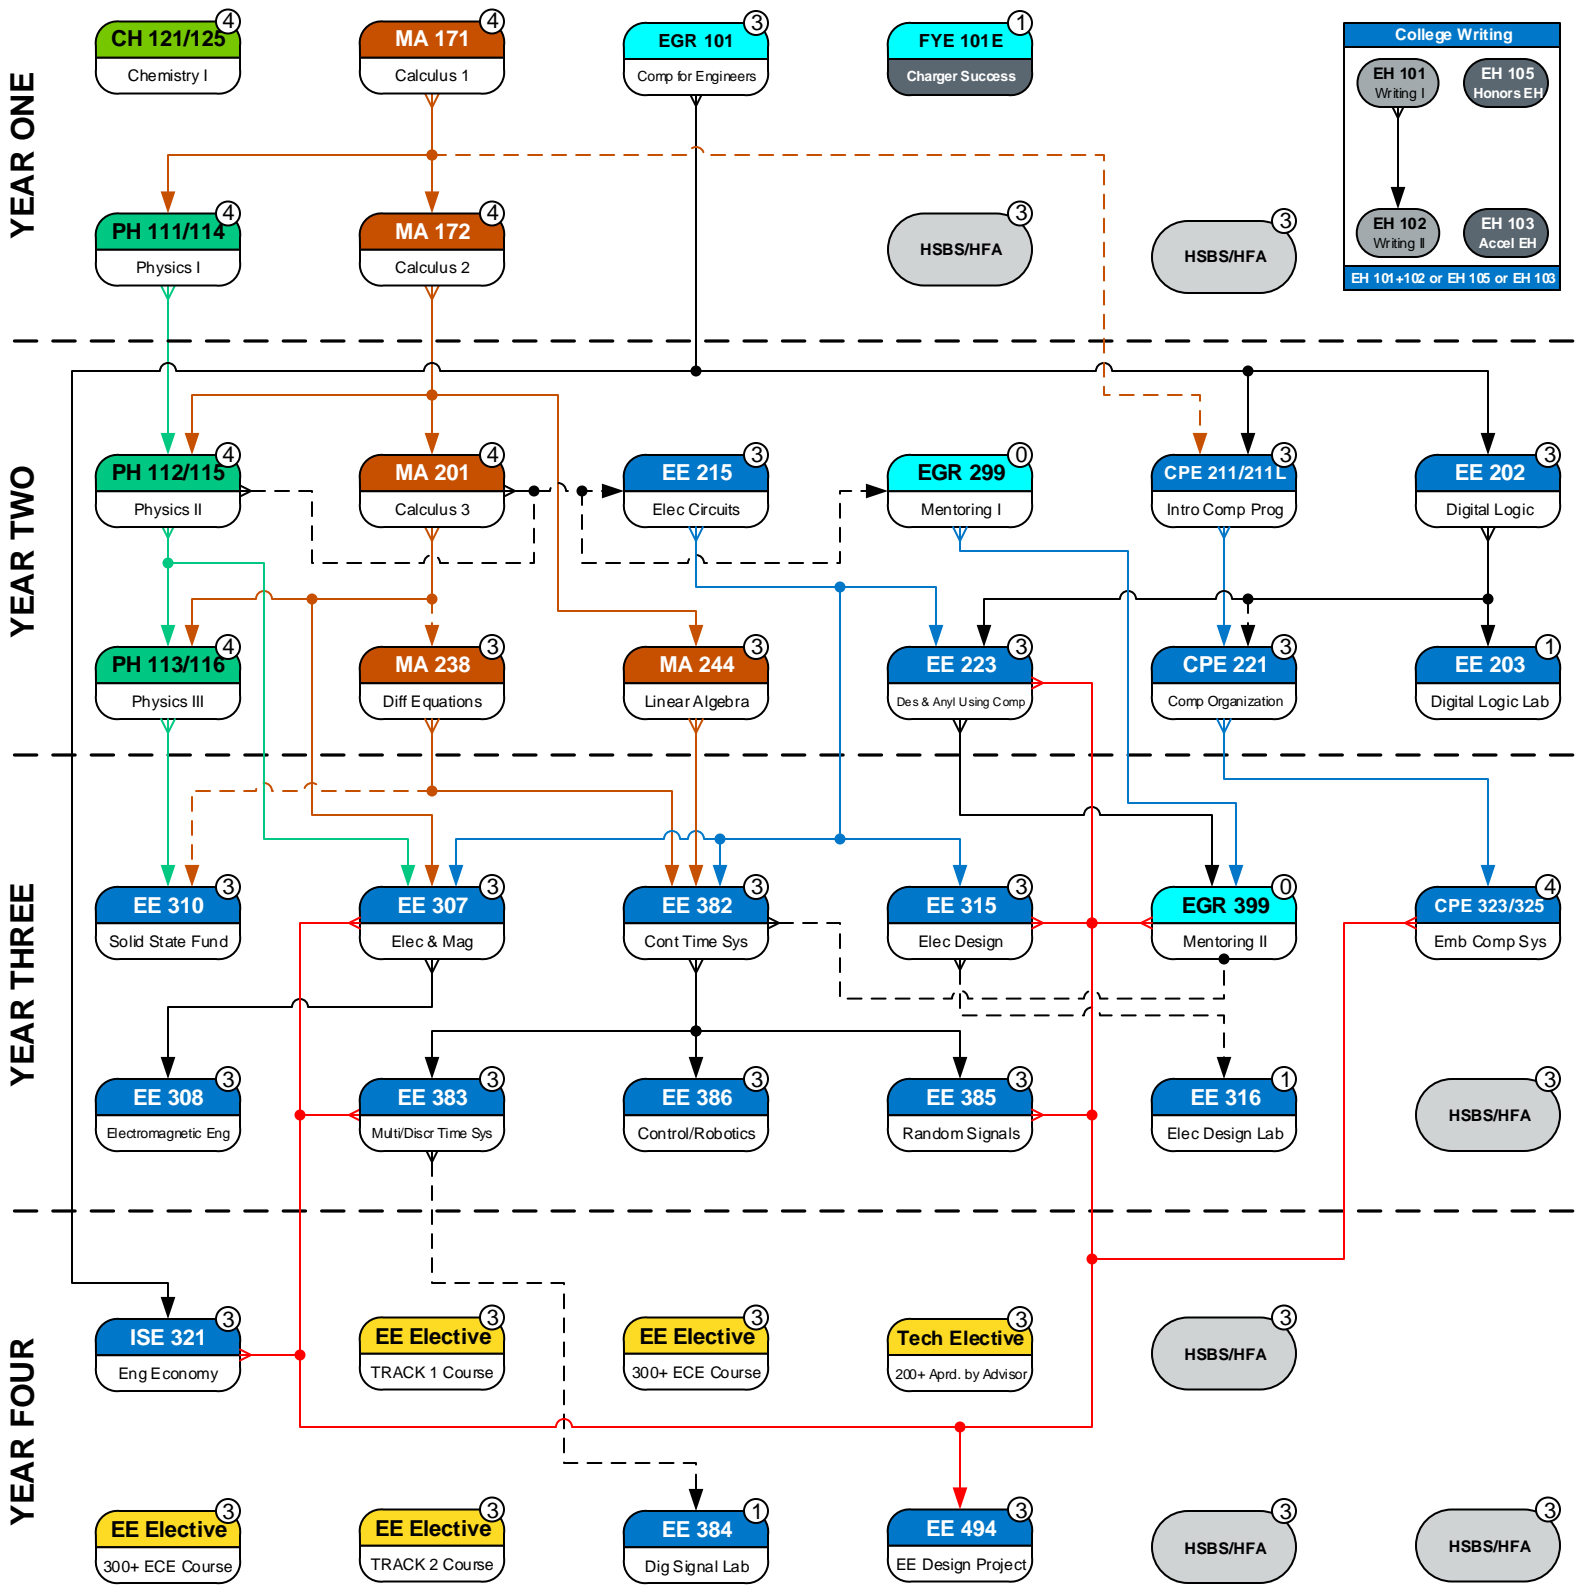 YEAR ONE
CH 121/125
4
Chemistry I
MA 171
4
Calculus 1
EGR 101
3
Comp for Engineers
FYE 101E
1
Charger Success
College Writing
EH 101
Writing I
EH 105
Honors EH
EH 102
Writing II
EH 103
Accel EH
EH 101+102 or EH 105 or EH 103
PH 111/114
4
Physics I
MA 172
4
Calculus 2
HSBS/HFA
3
HSBS/HFA
3
YEAR TWO
PH 112/115
4
Physics II
MA 201
4
Calculus 3
EE 215
3
Elec Circuits
EGR 299
0
Mentoring I
CPE 211/211L
3
Intro Comp Prog
EE 202
3
Digital Logic
PH 113/116
4
Physics III
MA 238
3
Diff Equations
MA 244
3
Linear Algebra
EE 223
3
Des & Anyl Using Comp
CPE 221
3
Comp Organization
EE 203
1
Digital Logic Lab
YEAR THREE
EE 310
3
Solid State Fund
EE 307
3
Elec & Mag
EE 382
3
Cont Time Sys
EE 315
3
Elec Design
EGR 399
0
Mentoring II
CPE 323/325
4
Emb Comp Sys
EE 308
3
Electromagnetic Eng
EE 383
3
Multi/Discr Time Sys
EE 386
3
Control/Robotics
EE 385
3
Random Signals
EE 316
1
Elec Design Lab
HSBS/HFA
3
YEAR FOUR
ISE 321
3
Eng Economy
EE Elective
3
TRACK 1 Course
EE Elective
3
300+ ECE Course
Tech Elective
3
200+ Aprd. by Advisor
HSBS/HFA
3
EE Elective
3
300+ ECE Course
EE Elective
3
TRACK 2 Course
EE 384
1
Dig Signal Lab
EE 494
3
EE Design Project
HSBS/HFA
3
HSBS/HFA
3